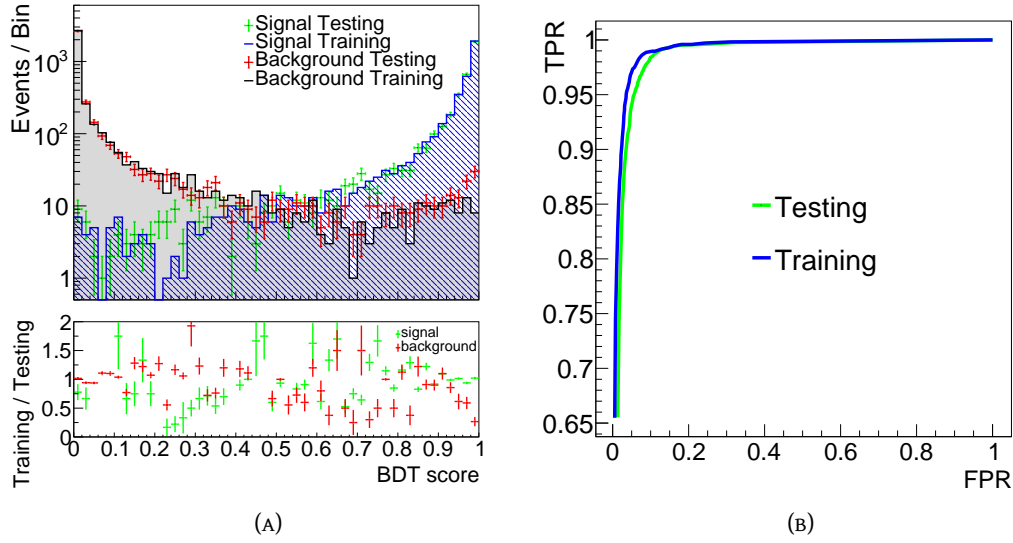 Events / Bin
10³
10²
10
1
Signal Testing
Signal Training
Background Testing
Background Training
Training / Testing
2
1.5
1
0.5
0
signal
background
0 0.1 0.2 0.3 0.4 0.5 0.6 0.7 0.8 0.9 1
BDT score
(A)
TPR
1
0.95
0.9
0.85
0.8
0.75
0.7
0.65
Testing
Training
0 0.2 0.4 0.6 0.8 1
FPR
(B)